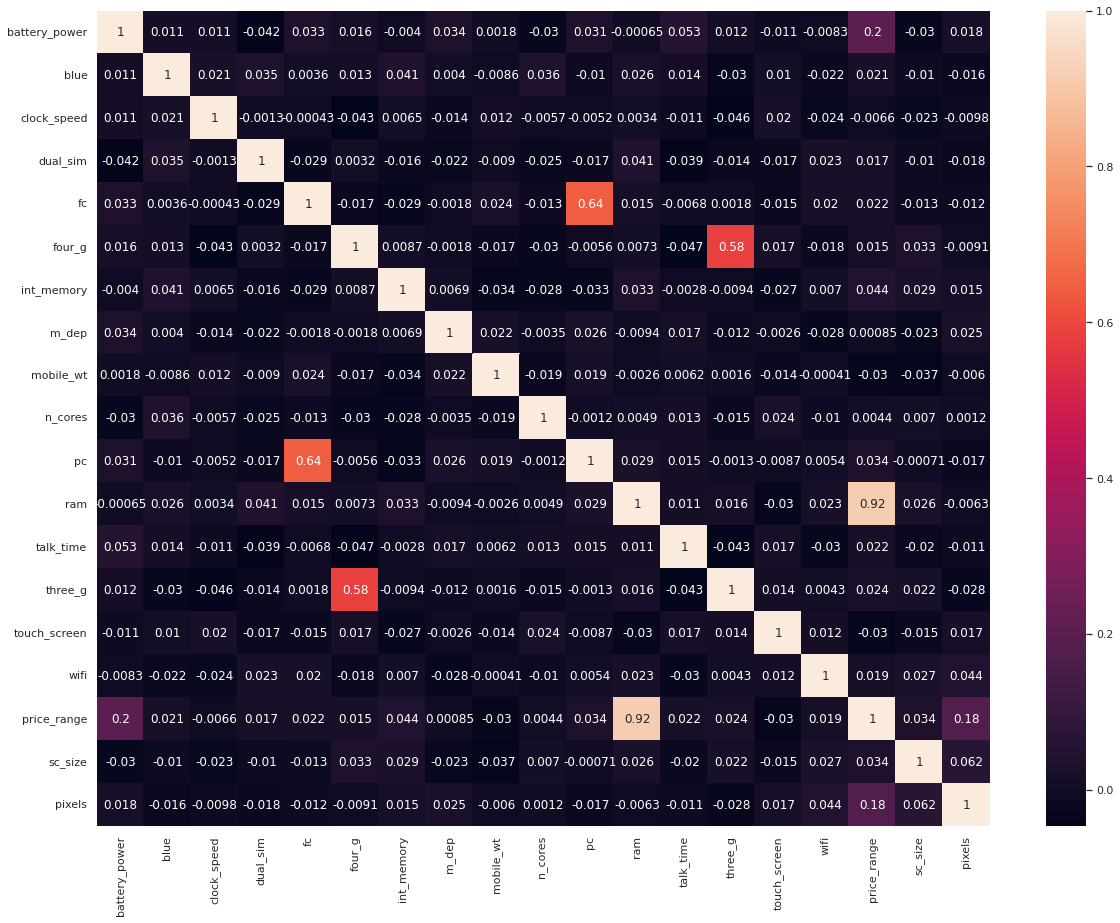 battery_power 1 0.011 0.011 -0.042 0.033 0.016 -0.004 0.034 0.0018 -0.03 0.031 -0.00065 0.053 0.012 -0.011 -0.0083 0.2 -0.03 0.018
blue 0.011 1 0.021 0.035 0.0036 0.013 0.041 0.004 -0.0086 0.036 -0.01 0.026 0.014 -0.03 0.01 -0.022 0.021 -0.01 -0.016
clock_speed 0.011 0.021 1 -0.0013 -0.00043 -0.043 0.0065 -0.014 0.012 -0.0057 -0.0052 0.0034 -0.011 -0.046 0.02 -0.024 -0.0066 -0.023 -0.0098
dual_sim -0.042 0.035 -0.0013 1 -0.029 0.0032 -0.016 -0.022 -0.009 -0.025 -0.017 0.041 -0.039 -0.014 -0.017 0.023 0.017 -0.01 -0.018
fc 0.033 0.0036 -0.00043 -0.029 1 -0.017 -0.029 -0.0018 0.024 -0.013 0.64 0.015 -0.0068 0.0018 -0.015 0.02 0.022 -0.013 -0.012
four_g 0.016 0.013 -0.043 0.0032 -0.017 1 0.0087 -0.0018 -0.017 -0.03 -0.0056 0.0073 -0.047 0.58 0.017 -0.018 0.015 0.033 -0.0091
int_memory -0.004 0.041 0.0065 -0.016 -0.029 0.0087 1 0.0069 -0.034 -0.028 -0.033 0.033 -0.0028 -0.0094 -0.027 0.007 0.044 0.029 0.015
m_dep 0.034 0.004 -0.014 -0.022 -0.0018 -0.0018 0.0069 1 0.022 -0.0035 0.026 -0.0094 0.017 -0.012 -0.0026 -0.028 0.00085 -0.023 0.025
mobile_wt 0.0018 -0.0086 0.012 -0.009 0.024 -0.017 -0.034 0.022 1 -0.019 0.019 -0.0026 0.0062 0.0016 -0.014 -0.00041 -0.03 -0.037 -0.006
n_cores -0.03 0.036 -0.0057 -0.025 -0.013 -0.03 -0.028 -0.0035 -0.019 1 -0.0012 0.0049 0.013 -0.015 0.024 -0.01 0.0044 0.007 0.0012
pc 0.031 -0.01 -0.0052 -0.017 0.64 -0.0056 -0.033 0.026 0.019 -0.0012 1 0.029 0.015 -0.0013 -0.0087 0.0054 0.034 -0.00071 -0.017
ram -0.00065 0.026 0.0034 0.041 0.015 0.0073 0.033 -0.0094 -0.0026 0.0049 0.029 1 0.011 0.016 -0.03 0.023 0.92 0.026 -0.0063
talk_time 0.053 0.014 -0.011 -0.039 -0.0068 -0.047 -0.0028 0.017 0.0062 0.013 0.015 0.011 1 -0.043 0.017 -0.03 0.022 -0.02 -0.011
three_g 0.012 -0.03 -0.046 -0.014 0.0018 0.58 -0.0094 -0.012 0.0016 -0.015 -0.0013 0.016 -0.043 1 0.014 0.0043 0.024 0.022 -0.028
touch_screen -0.011 0.01 0.02 -0.017 -0.015 0.017 -0.027 -0.0026 -0.014 0.024 -0.0087 -0.03 0.017 0.014 1 0.012 -0.03 -0.015 0.017
wifi -0.0083 -0.022 -0.024 0.023 0.02 -0.018 0.007 -0.028 -0.00041 -0.01 0.0054 0.023 -0.03 0.0043 0.012 1 0.019 0.027 0.044
price_range 0.2 0.021 -0.0066 0.017 0.022 0.015 0.044 0.00085 -0.03 0.0044 0.034 0.92 0.022 0.024 -0.03 0.019 1 0.034 0.18
sc_size -0.03 -0.01 -0.023 -0.01 -0.013 0.033 0.029 -0.023 -0.037 0.007 -0.00071 0.026 -0.02 0.022 -0.015 0.027 0.034 1 0.062
pixels 0.018 -0.016 -0.0098 -0.018 -0.012 -0.0091 0.015 0.025 -0.006 0.0012 -0.017 -0.0063 -0.011 -0.028 0.017 0.044 0.18 0.062 1
battery_power blue clock_speed dual_sim fc four_g int_memory m_dep mobile_wt n_cores pc ram talk_time three_g touch_screen wifi price_range sc_size pixels
1.0
0.8
0.6
0.4
0.2
0.0